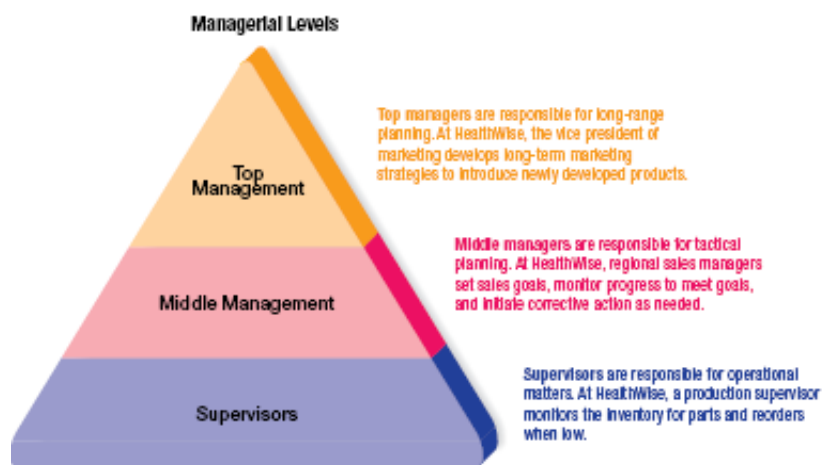 Managerial Levels
Top managers are responsible for long-range
planning. At HealthWise, the vice president of
marketing develops long-term marketing
strategies to introduce newly developed products.
Top
Management
Middle managers are responsible for tactical
planning. At HealthWise, regional sales managers
set sales goals, monitor progress to meet goals,
and initiate corrective action as needed.
Middle Management
Supervisors are responsible for operational
matters. At HealthWise, a production supervisor
monitors the inventory for parts and reorders
when low.
Supervisors